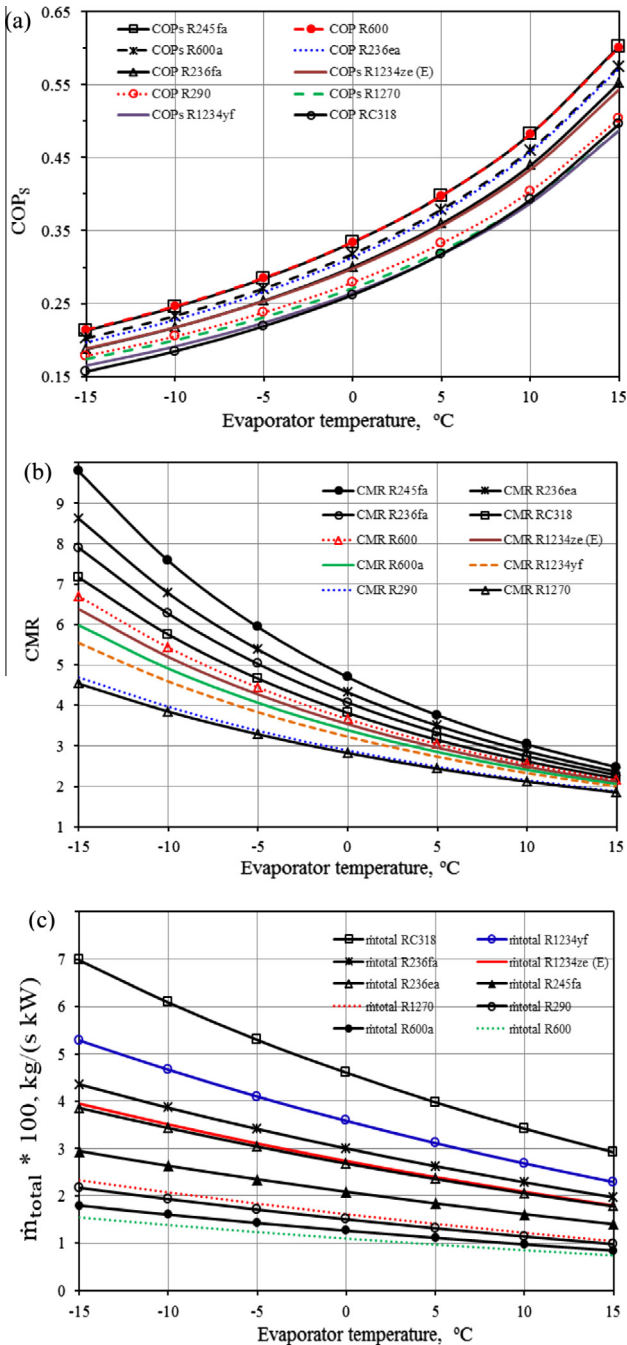 (a)
0.65
0.55
0.45
0.35
0.25
0.15
COPS
COPs R245fa
COP R600
COPs R600a
COP R236ea
COP R236fa
COPs R1234ze (E)
COP R290
COPs R1270
COPs R1234yf
COP RC318
-15 -10 -5 0 5 10 15
Evaporator temperature, ºC
(b)
9
8
7
6
5
4
3
2
1
CMR
CMR R245fa
CMR R236ea
CMR R236fa
CMR RC318
CMR R600
CMR R1234ze (E)
CMR R600a
CMR R1234yf
CMR R290
CMR R1270
-15 -10 -5 0 5 10 15
Evaporator temperature, ºC
(c)
7
6
5
4
3
2
1
0
ṁtotal * 100, kg/(s kW)
ṁtotal RC318
ṁtotal R1234yf
ṁtotal R236fa
ṁtotal R1234ze (E)
ṁtotal R236ea
ṁtotal R245fa
ṁtotal R1270
ṁtotal R290
ṁtotal R600a
ṁtotal R600
-15 -10 -5 0 5 10 15
Evaporator temperature, ºC